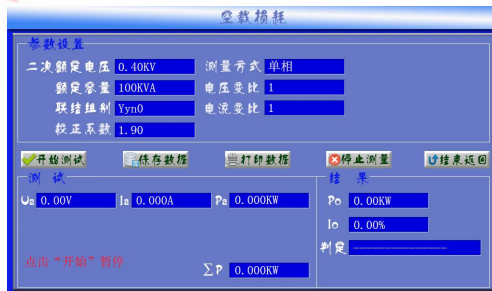 空载损耗
参数设置
二次额定电压 0.40KV 测量方式 单相
额定容量 100KVA 电压变比 1
联结组别 Yyn0 电流变比 1
校正系数 1.90
开始测试 保存数据 打印数据 停止测量 结束返回
测 试 结 果
Ua 0.00V Ia 0.000A Pa 0.000KW Po 0.00KW
Io 0.00%
点击“开始”暂停 判定 ----------------
∑P 0.000KW